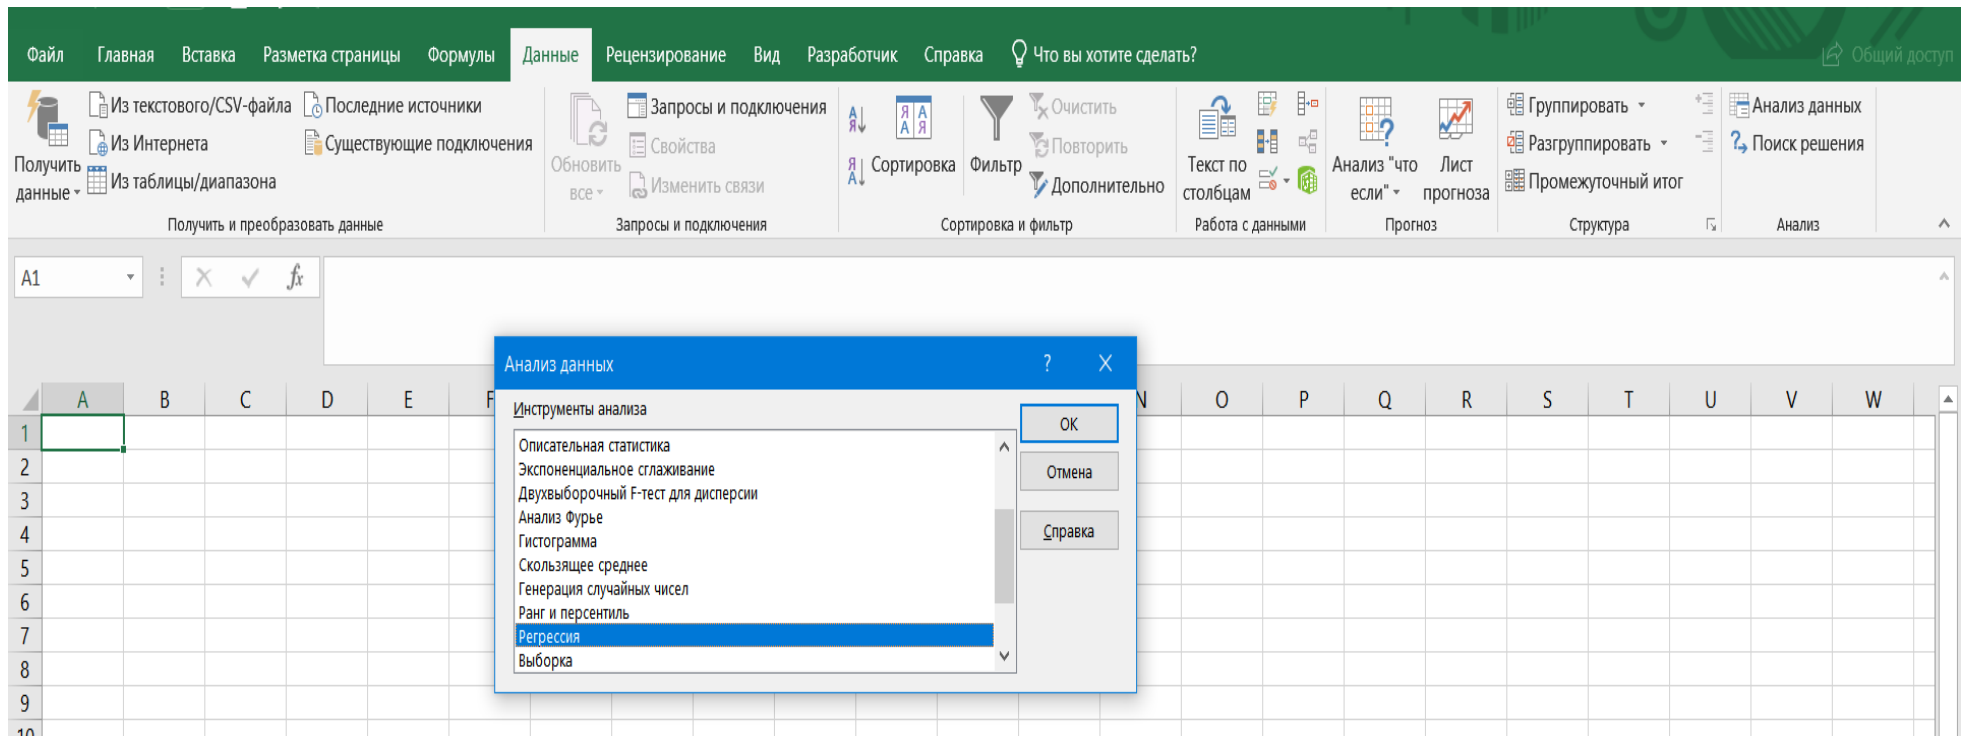 Файл Главная Вставка Разметка страницы Формулы Данные Рецензирование Вид Разработчик Справка Что вы хотите сделать? Общий доступ
Получить данные
Из текстового/CSV-файла
Из Интернета
Из таблицы/диапазона
Последние источники
Существующие подключения
Получить и преобразовать данные
Обновить все
Запросы и подключения
Свойства
Изменить связи
Запросы и подключения
Сортировка
Фильтр
Очистить
Повторить
Дополнительно
Сортировка и фильтр
Текст по столбцам
Работа с данными
Анализ "что если"
Лист прогноза
Прогноз
Группировать
Разгруппировать
Промежуточный итог
Структура
Анализ данных
Поиск решения
Анализ
A1 fx
Анализ данных ? X
Инструменты анализа
Описательная статистика
Экспоненциальное сглаживание
Двухвыборочный F-тест для дисперсии
Анализ Фурье
Гистограмма
Скользящее среднее
Генерация случайных чисел
Ранг и персентиль
Регрессия
Выборка
ОК
Отмена
Справка
A B C D E F N O P Q R S T U V W
1
2
3
4
5
6
7
8
9
10